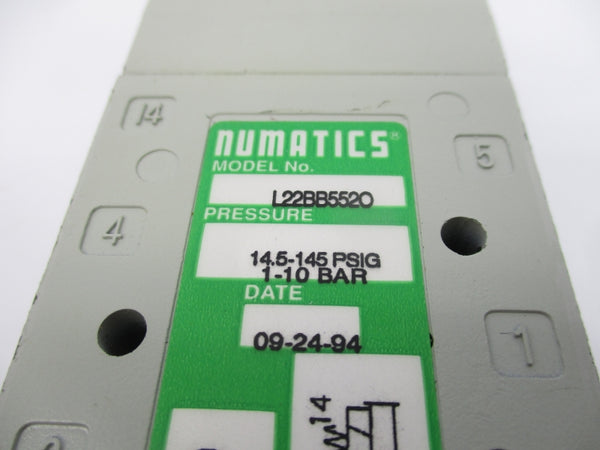 14
NUMATICS®
5
MODEL No.
L22BB552O
4
PRESSURE
14.5-145 PSIG
1-10 BAR
DATE
09-24-94
1
14